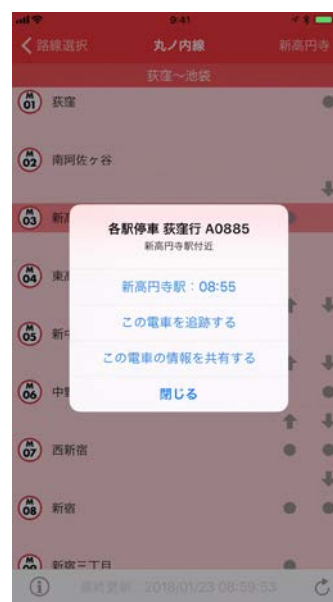 9:41
路線選択 丸ノ内線 新高円寺
荻窪〜池袋
M 01 荻窪
M 02 南阿佐ヶ谷
M 03
各駅停車 荻窪行 A0885
新高円寺駅付近
M 04
新高円寺駅：08:55
この電車を追跡する
M 05
この電車の情報を共有する
M 06
閉じる
M 07 西新宿
M 08 新宿
新宿三丁目
最終更新 2018/01/23 08:59:53